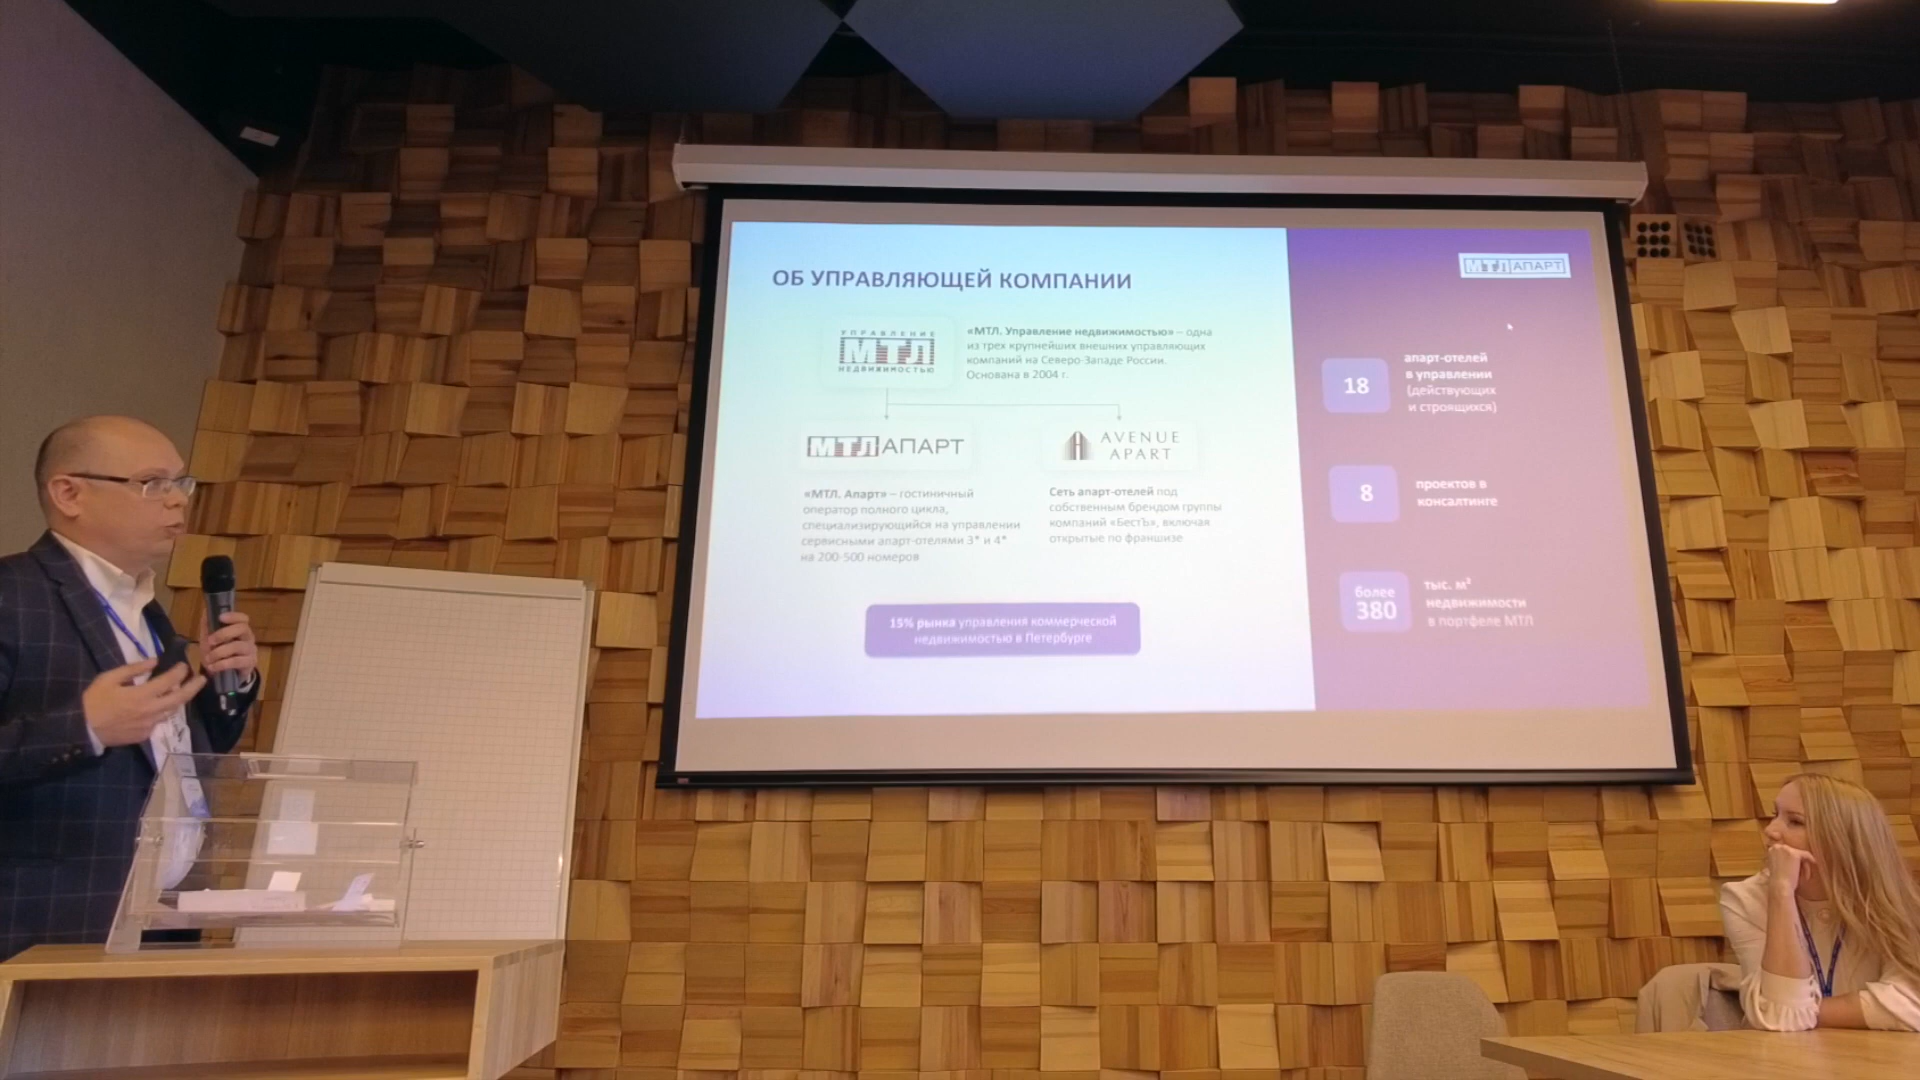 ОБ УПРАВЛЯЮЩЕЙ КОМПАНИИ
УПРАВЛЕНИЕ
МТЛ
НЕДВИЖИМОСТЬЮ
«МТЛ. Управление недвижимостью» – одна
из трех крупнейших внешних управляющих
компаний на Северо-Западе России.
Основана в 2004 г.
МТЛ АПАРТ
«МТЛ. Апарт» – гостиничный
оператор полного цикла,
специализирующийся на управлении
сервисными апарт-отелями 3* и 4*
на 200-500 номеров
AVENUE
APART
Сеть апарт-отелей под
собственным брендом группы
компаний «БестЪ», включая
открытые по франшизе
15% рынка управления коммерческой
недвижимостью в Петербурге
МТЛ АПАРТ
18
апарт-отелей
в управлении
(действующих
и строящихся)
8
проектов в
консалтинге
более
380
тыс. м²
недвижимости
в портфеле МТЛ